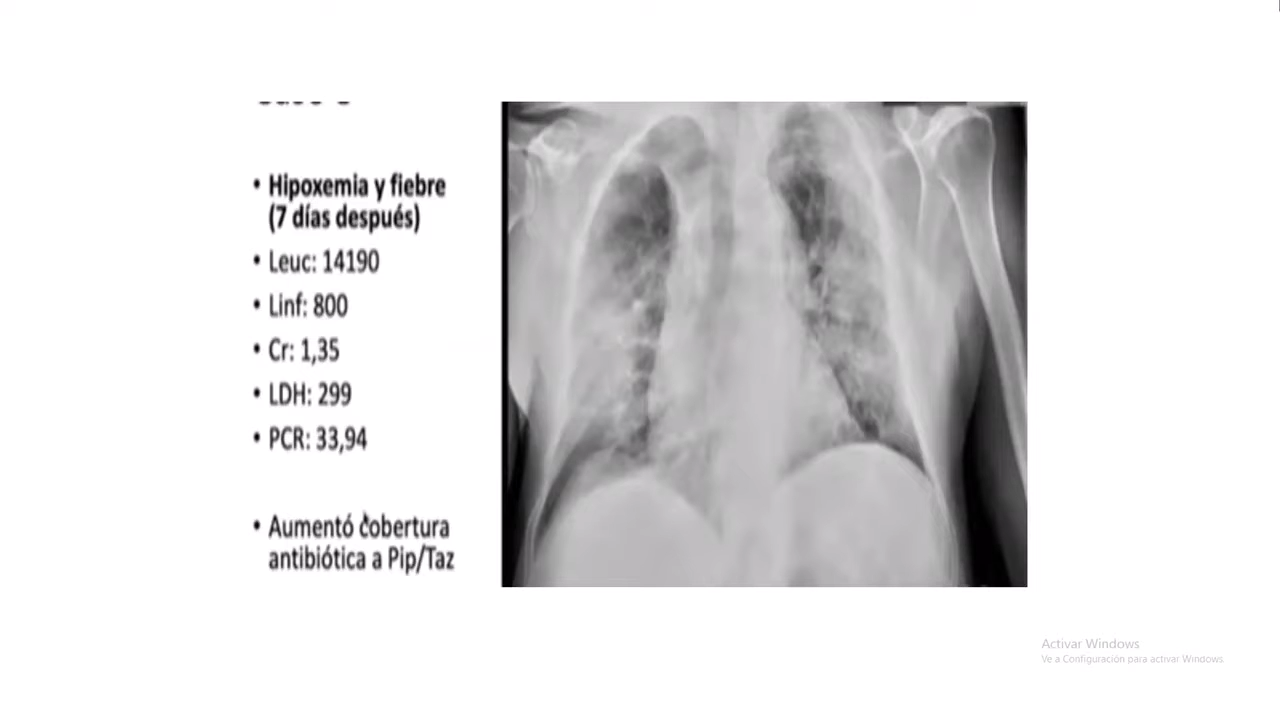 • Hipoxemia y fiebre
(7 días después)
• Leuc: 14190
• Linf: 800
• Cr: 1,35
• LDH: 299
• PCR: 33,94
• Aumentó cobertura
antibiótica a Pip/Taz
Activar Windows
Ve a Configuración para activar Windows.